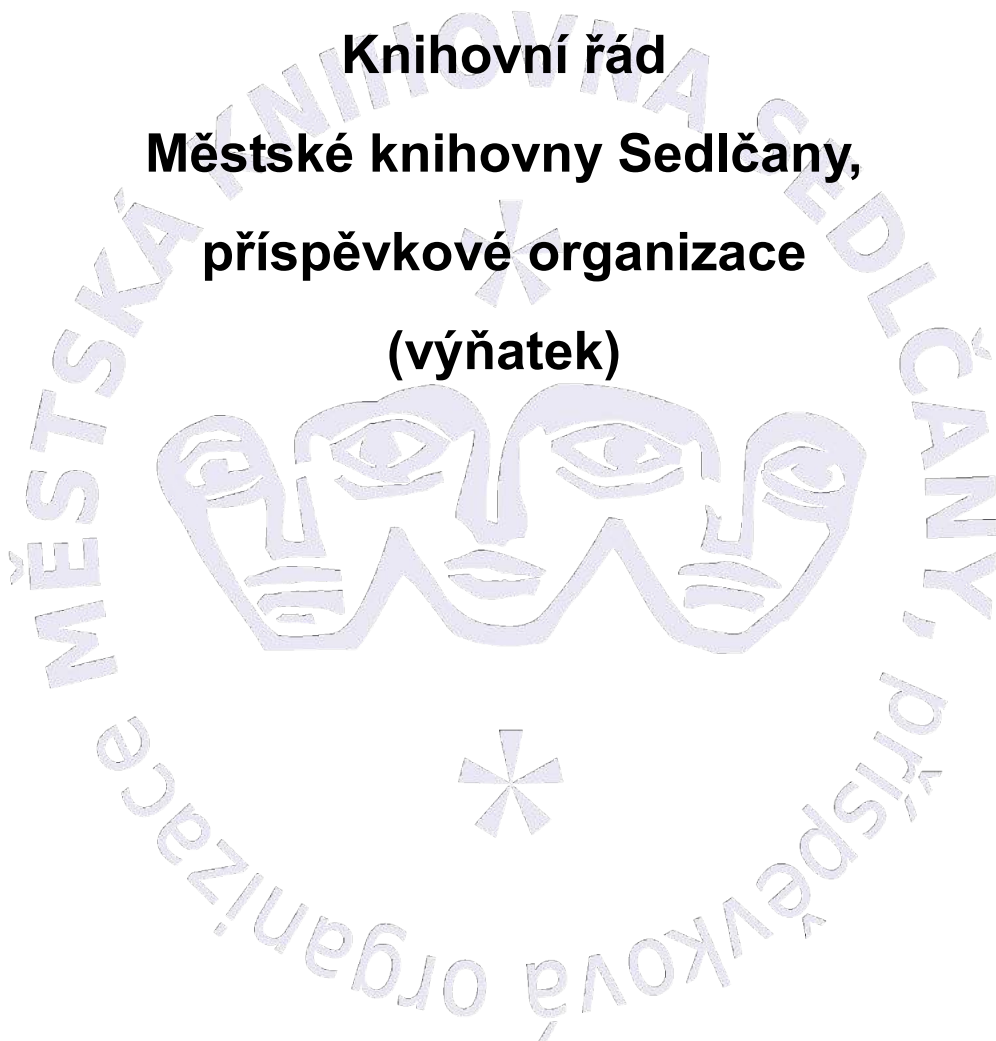 Knihovní řád
Městské knihovny Sedlčany,
příspěvkové organizace
(výňatek)
MĚSTSKÁ KNIHOVNA SEDLČANY, příspěvková organizace